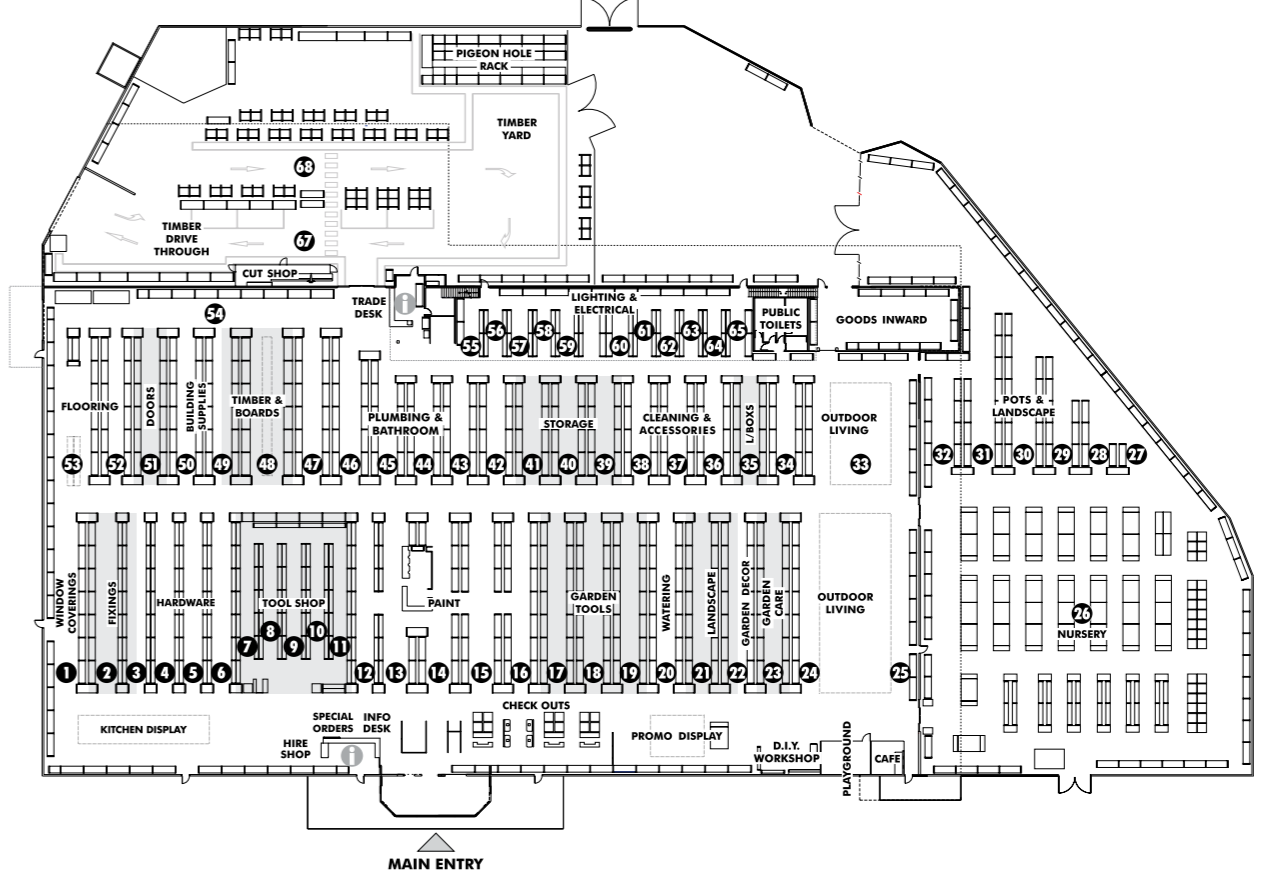 PIGEON HOLE
RACK
TIMBER
YARD
68
TIMBER
DRIVE
THROUGH
67
CUT SHOP
54
TRADE
DESK
i
LIGHTING &
ELECTRICAL
55
56
57
58
59
60
61
62
63
64
65
PUBLIC
TOILETS
GOODS INWARD
FLOORING
DOORS
BUILDING
SUPPLIES
TIMBER &
BOARDS
PLUMBING &
BATHROOM
STORAGE
CLEANING &
ACCESSORIES
L/BOXS
OUTDOOR
LIVING
POTS &
LANDSCAPE
53
52
51
50
49
48
47
46
45
44
43
42
41
40
39
38
37
36
35
34
33
32
31
30
29
28
27
WINDOW
COVERINGS
FIXINGS
HARDWARE
TOOL SHOP
PAINT
GARDEN
TOOLS
WATERING
LANDSCAPE
GARDEN DECOR
GARDEN
CARE
OUTDOOR
LIVING
26
NURSERY
1
2
3
4
5
6
7
8
9
10
11
12
13
14
15
16
17
18
19
20
21
22
23
24
25
KITCHEN DISPLAY
SPECIAL
ORDERS
INFO
DESK
HIRE
SHOP
i
CHECK OUTS
PROMO DISPLAY
D.I.Y.
WORKSHOP
PLAYGROUND
CAFE
MAIN ENTRY